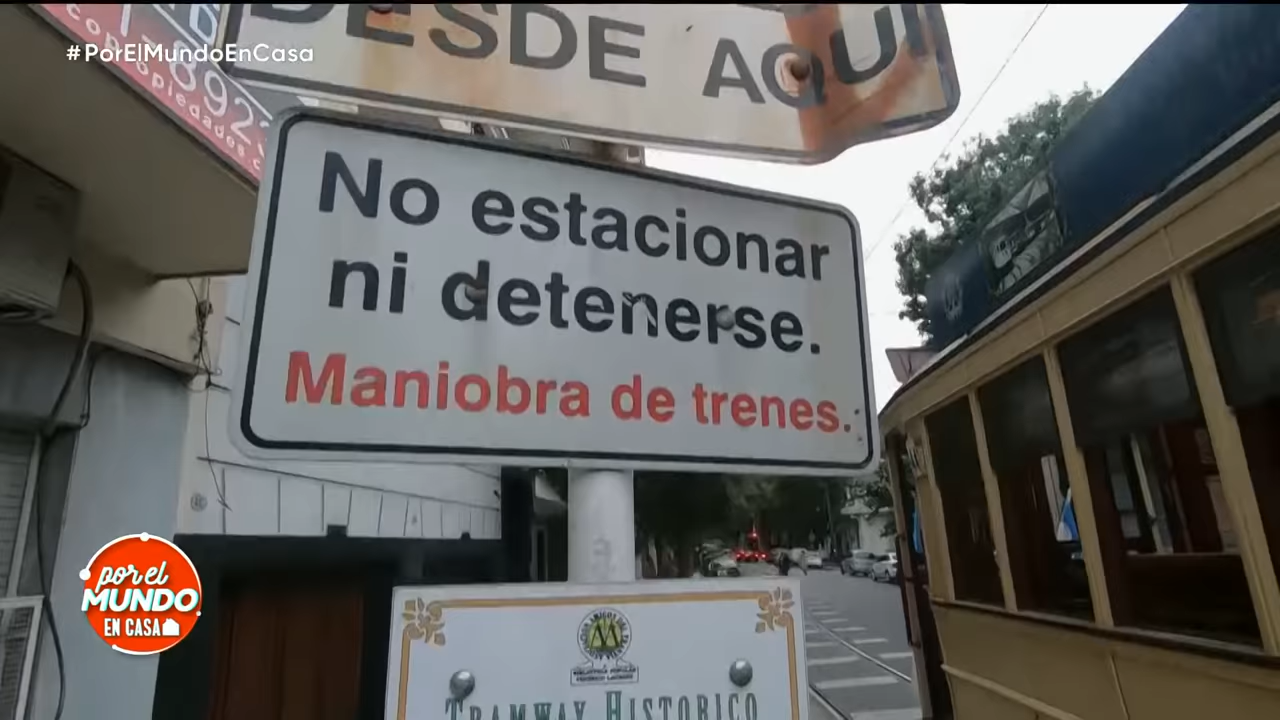 #PorElMundoEnCasa
DESDE AQUI
No estacionar
ni detenerse.
Maniobra de trenes.
por el
MUNDO
EN CASA
TRAMWAY HISTORICO